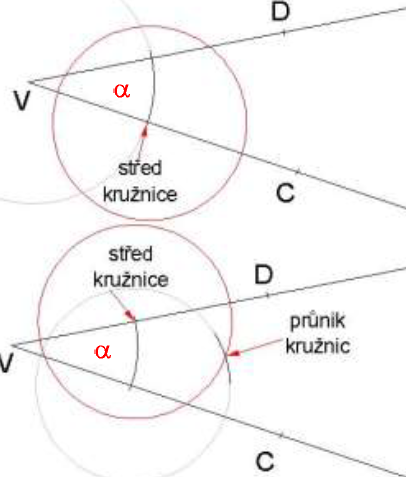 D
V
α
střed
kružnice
C
střed
kružnice
D
průnik
kružnic
V
α
C